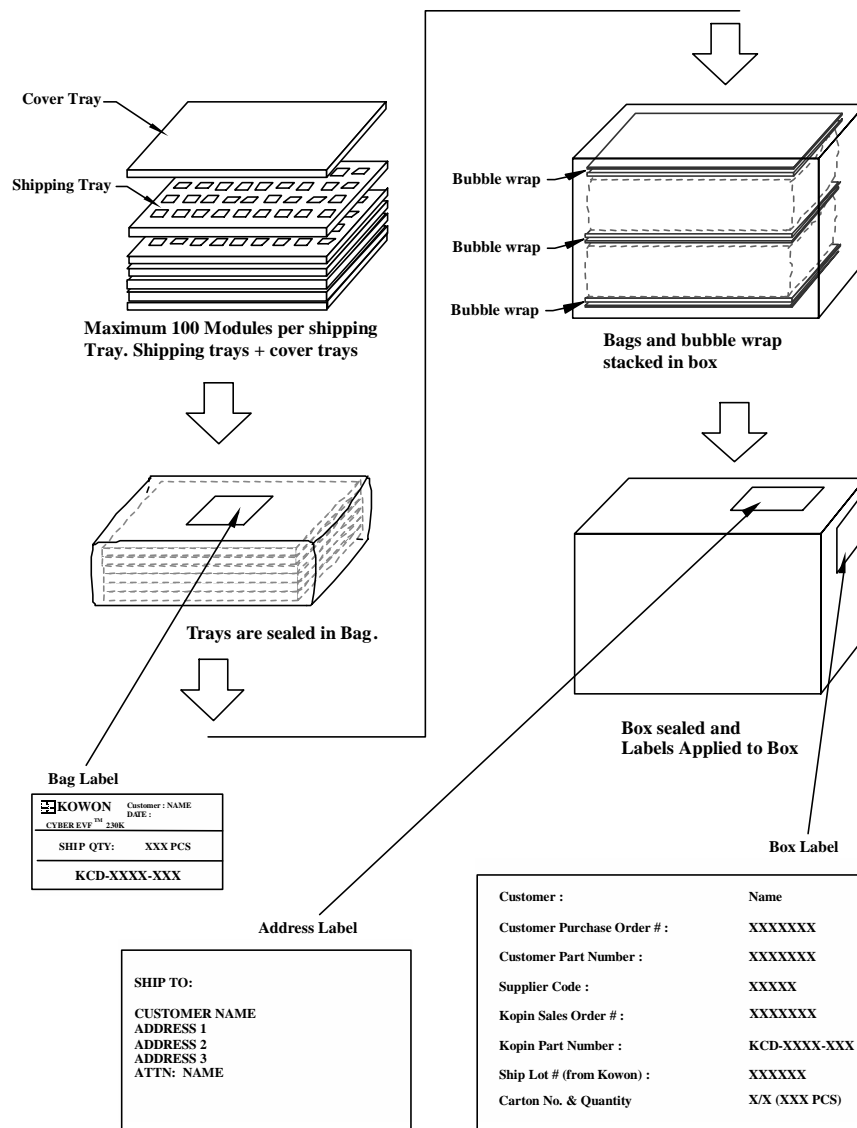 Cover Tray
Shipping Tray
Maximum 100 Modules per shipping
Tray. Shipping trays + cover trays
Trays are sealed in Bag.
Bubble wrap
Bubble wrap
Bubble wrap
Bags and bubble wrap
stacked in box
Box sealed and
Labels Applied to Box
Bag Label
KOWON Customer : NAME
DATE :
CYBER EVF TM 230K
SHIP QTY: XXX PCS
KCD-XXXX-XXX
Address Label
SHIP TO:
CUSTOMER NAME
ADDRESS 1
ADDRESS 2
ADDRESS 3
ATTN: NAME
Box Label
Customer : Name
Customer Purchase Order # : XXXXXXX
Customer Part Number : XXXXXXX
Supplier Code : XXXXX
Kopin Sales Order # : XXXXXXX
Kopin Part Number : KCD-XXXX-XXX
Ship Lot # (from Kowon) : XXXXXX
Carton No. & Quantity X/X (XXX PCS)